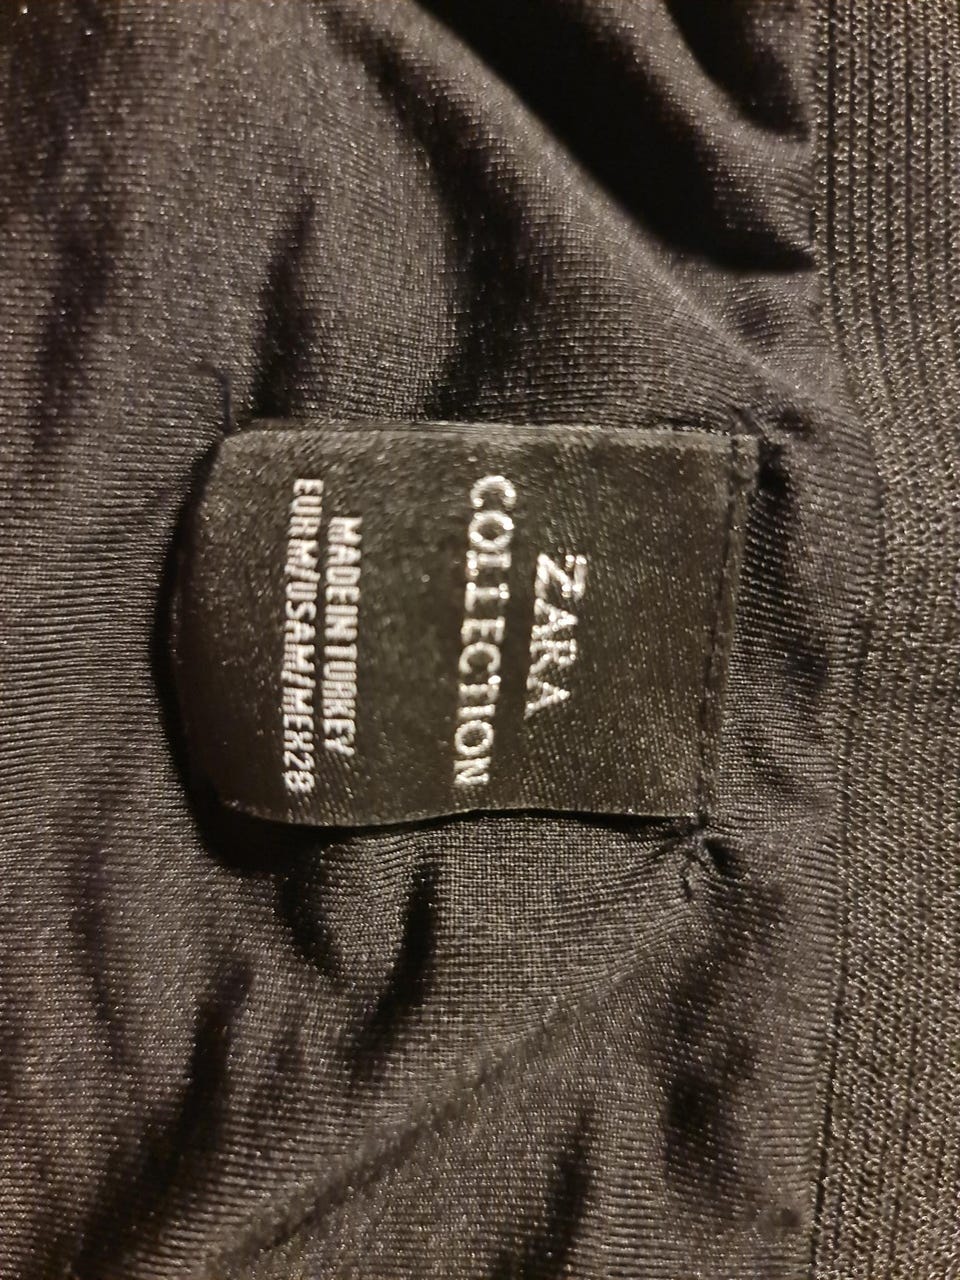 ZARA
COLLECTION
MADE IN TURKEY
EUR M/USA M/MEX 28